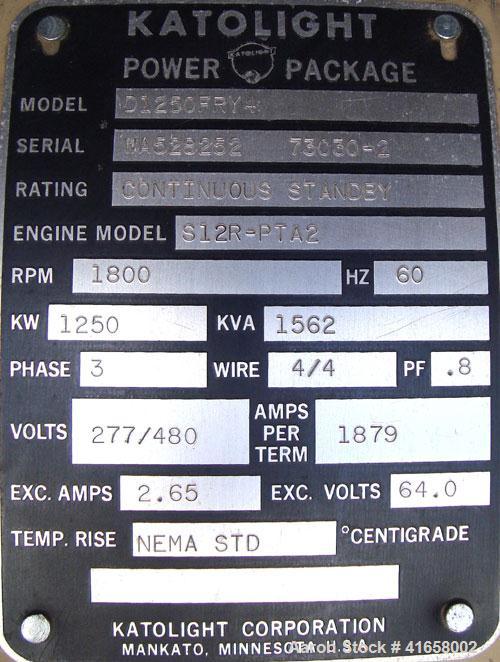 KATOLIGHT
POWER KATOLIGHT PACKAGE
MODEL D1250FRY4
SERIAL WA528252 73030-2
RATING CONTINUOUS STANDBY
ENGINE MODEL S12R-PTA2
RPM 1800 HZ 60
KW 1250 KVA 1562
PHASE 3 WIRE 4/4 PF .8
VOLTS 277/480 AMPS PER TERM 1879
EXC. AMPS 2.65 EXC. VOLTS 64.0
TEMP. RISE NEMA STD °CENTIGRADE
KATOLIGHT CORPORATION
MANKATO, MINNESOTA U.S.A.
Aaron Stock # 41658002